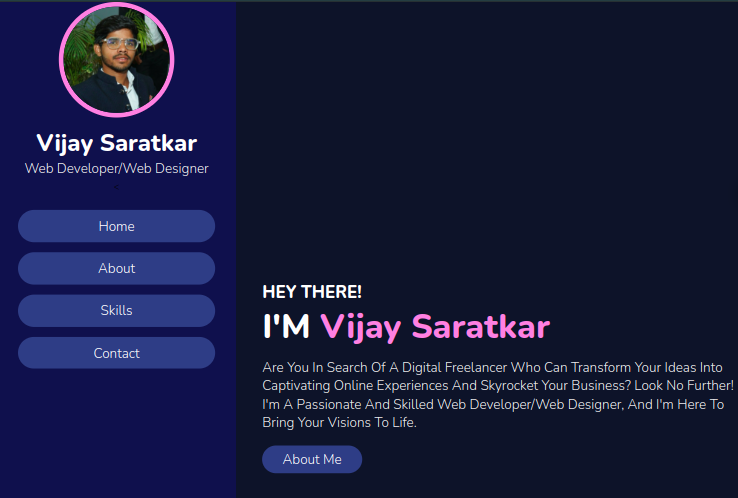 Vijay Saratkar
Web Developer/Web Designer
<
Home
About
Skills
Contact
HEY THERE!
I'M Vijay Saratkar
Are You In Search Of A Digital Freelancer Who Can Transform Your Ideas Into
Captivating Online Experiences And Skyrocket Your Business? Look No Further!
I'm A Passionate And Skilled Web Developer/Web Designer, And I'm Here To
Bring Your Visions To Life.
About Me